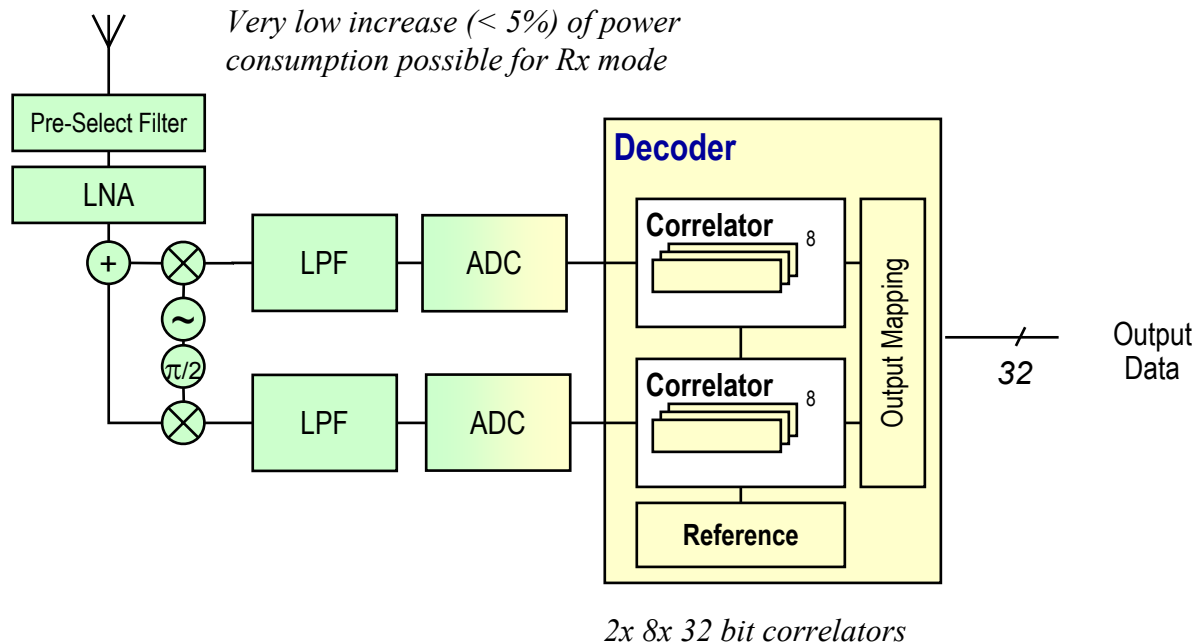 Very low increase (< 5%) of power
consumption possible for Rx mode
Pre-Select Filter
LNA
+
LPF
ADC
~
π/2
LPF
ADC
Decoder
Correlator
8
Correlator
8
Reference
Output Mapping
32
Output
Data
2x 8x 32 bit correlators